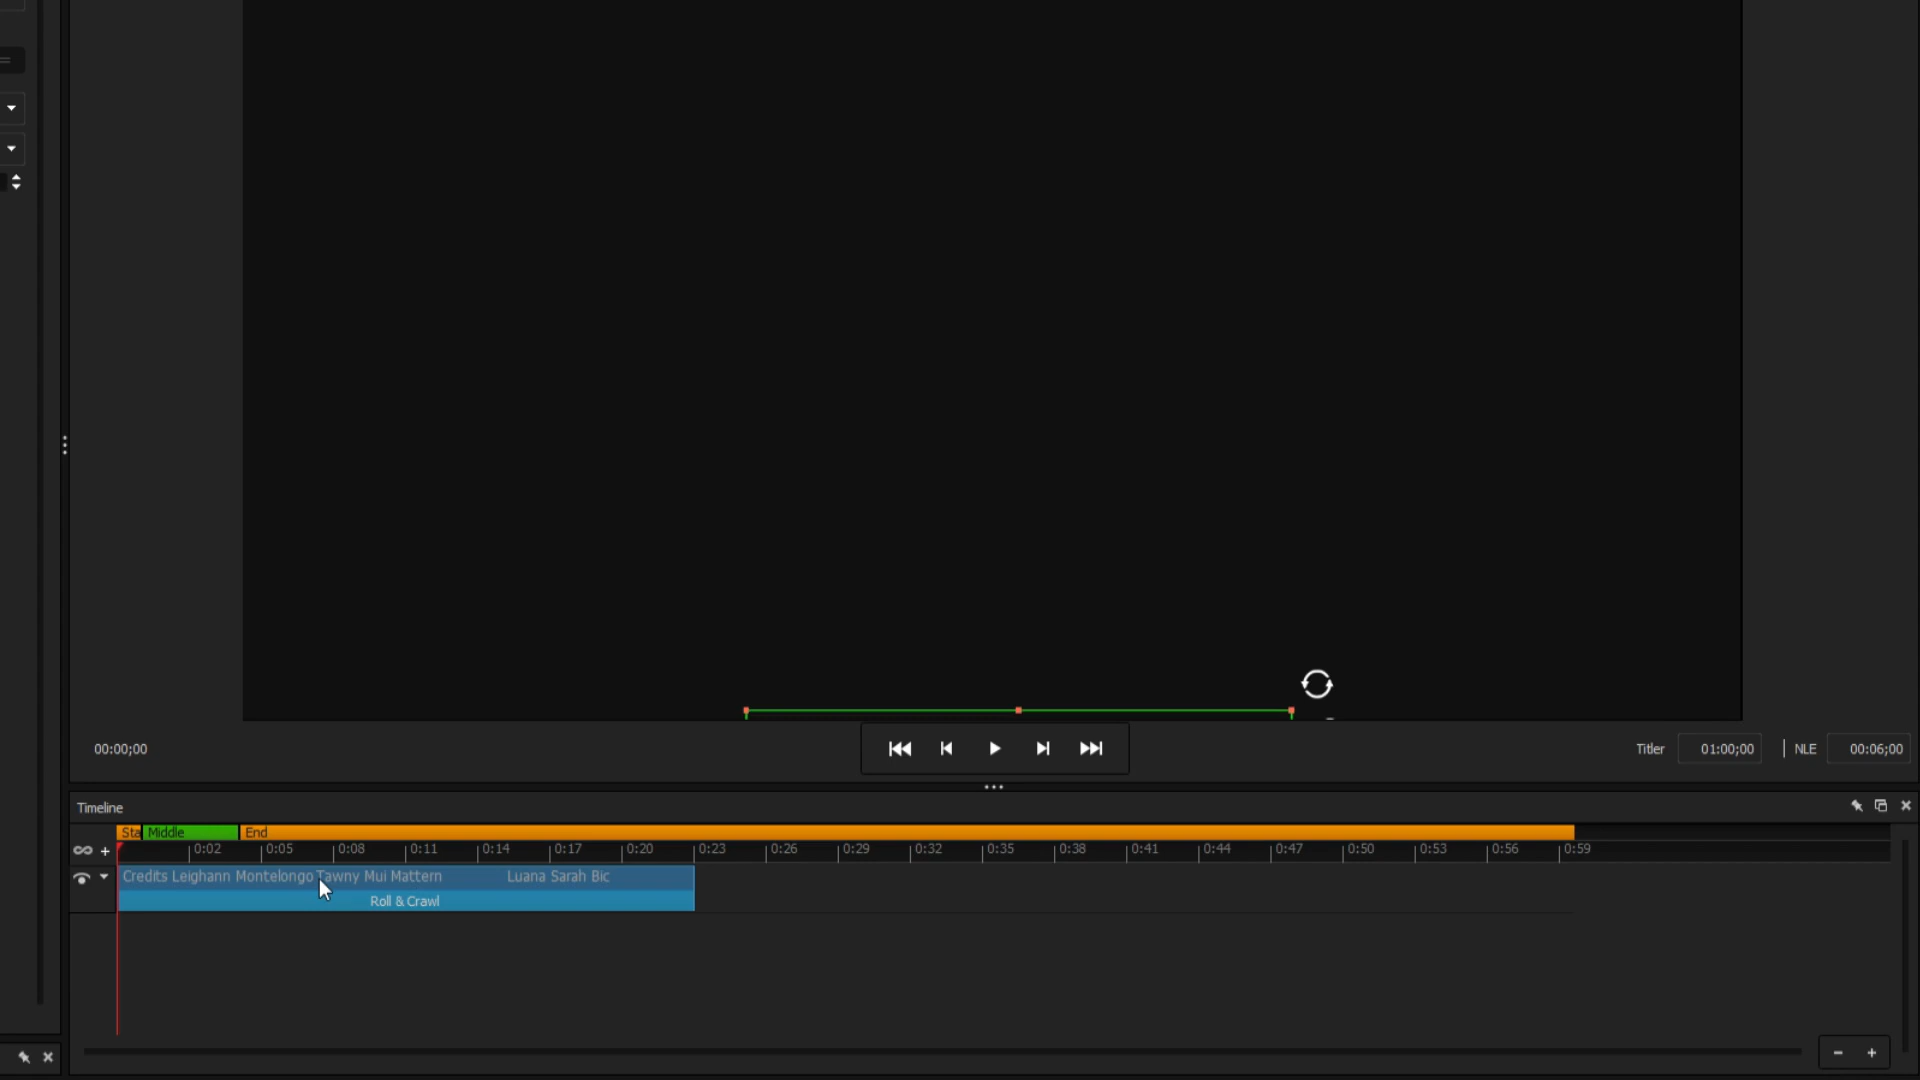 00:00;00
Titler 01:00;00 NLE 00:06;00
Timeline
Sta Middle End
0:02 0:05 0:08 0:11 0:14 0:17 0:20 0:23 0:26 0:29 0:32 0:35 0:38 0:41 0:44 0:47 0:50 0:53 0:56 0:59
Credits Leighann Montelongo Tawny Mui Mattern Luana Sarah Bic
Roll & Crawl